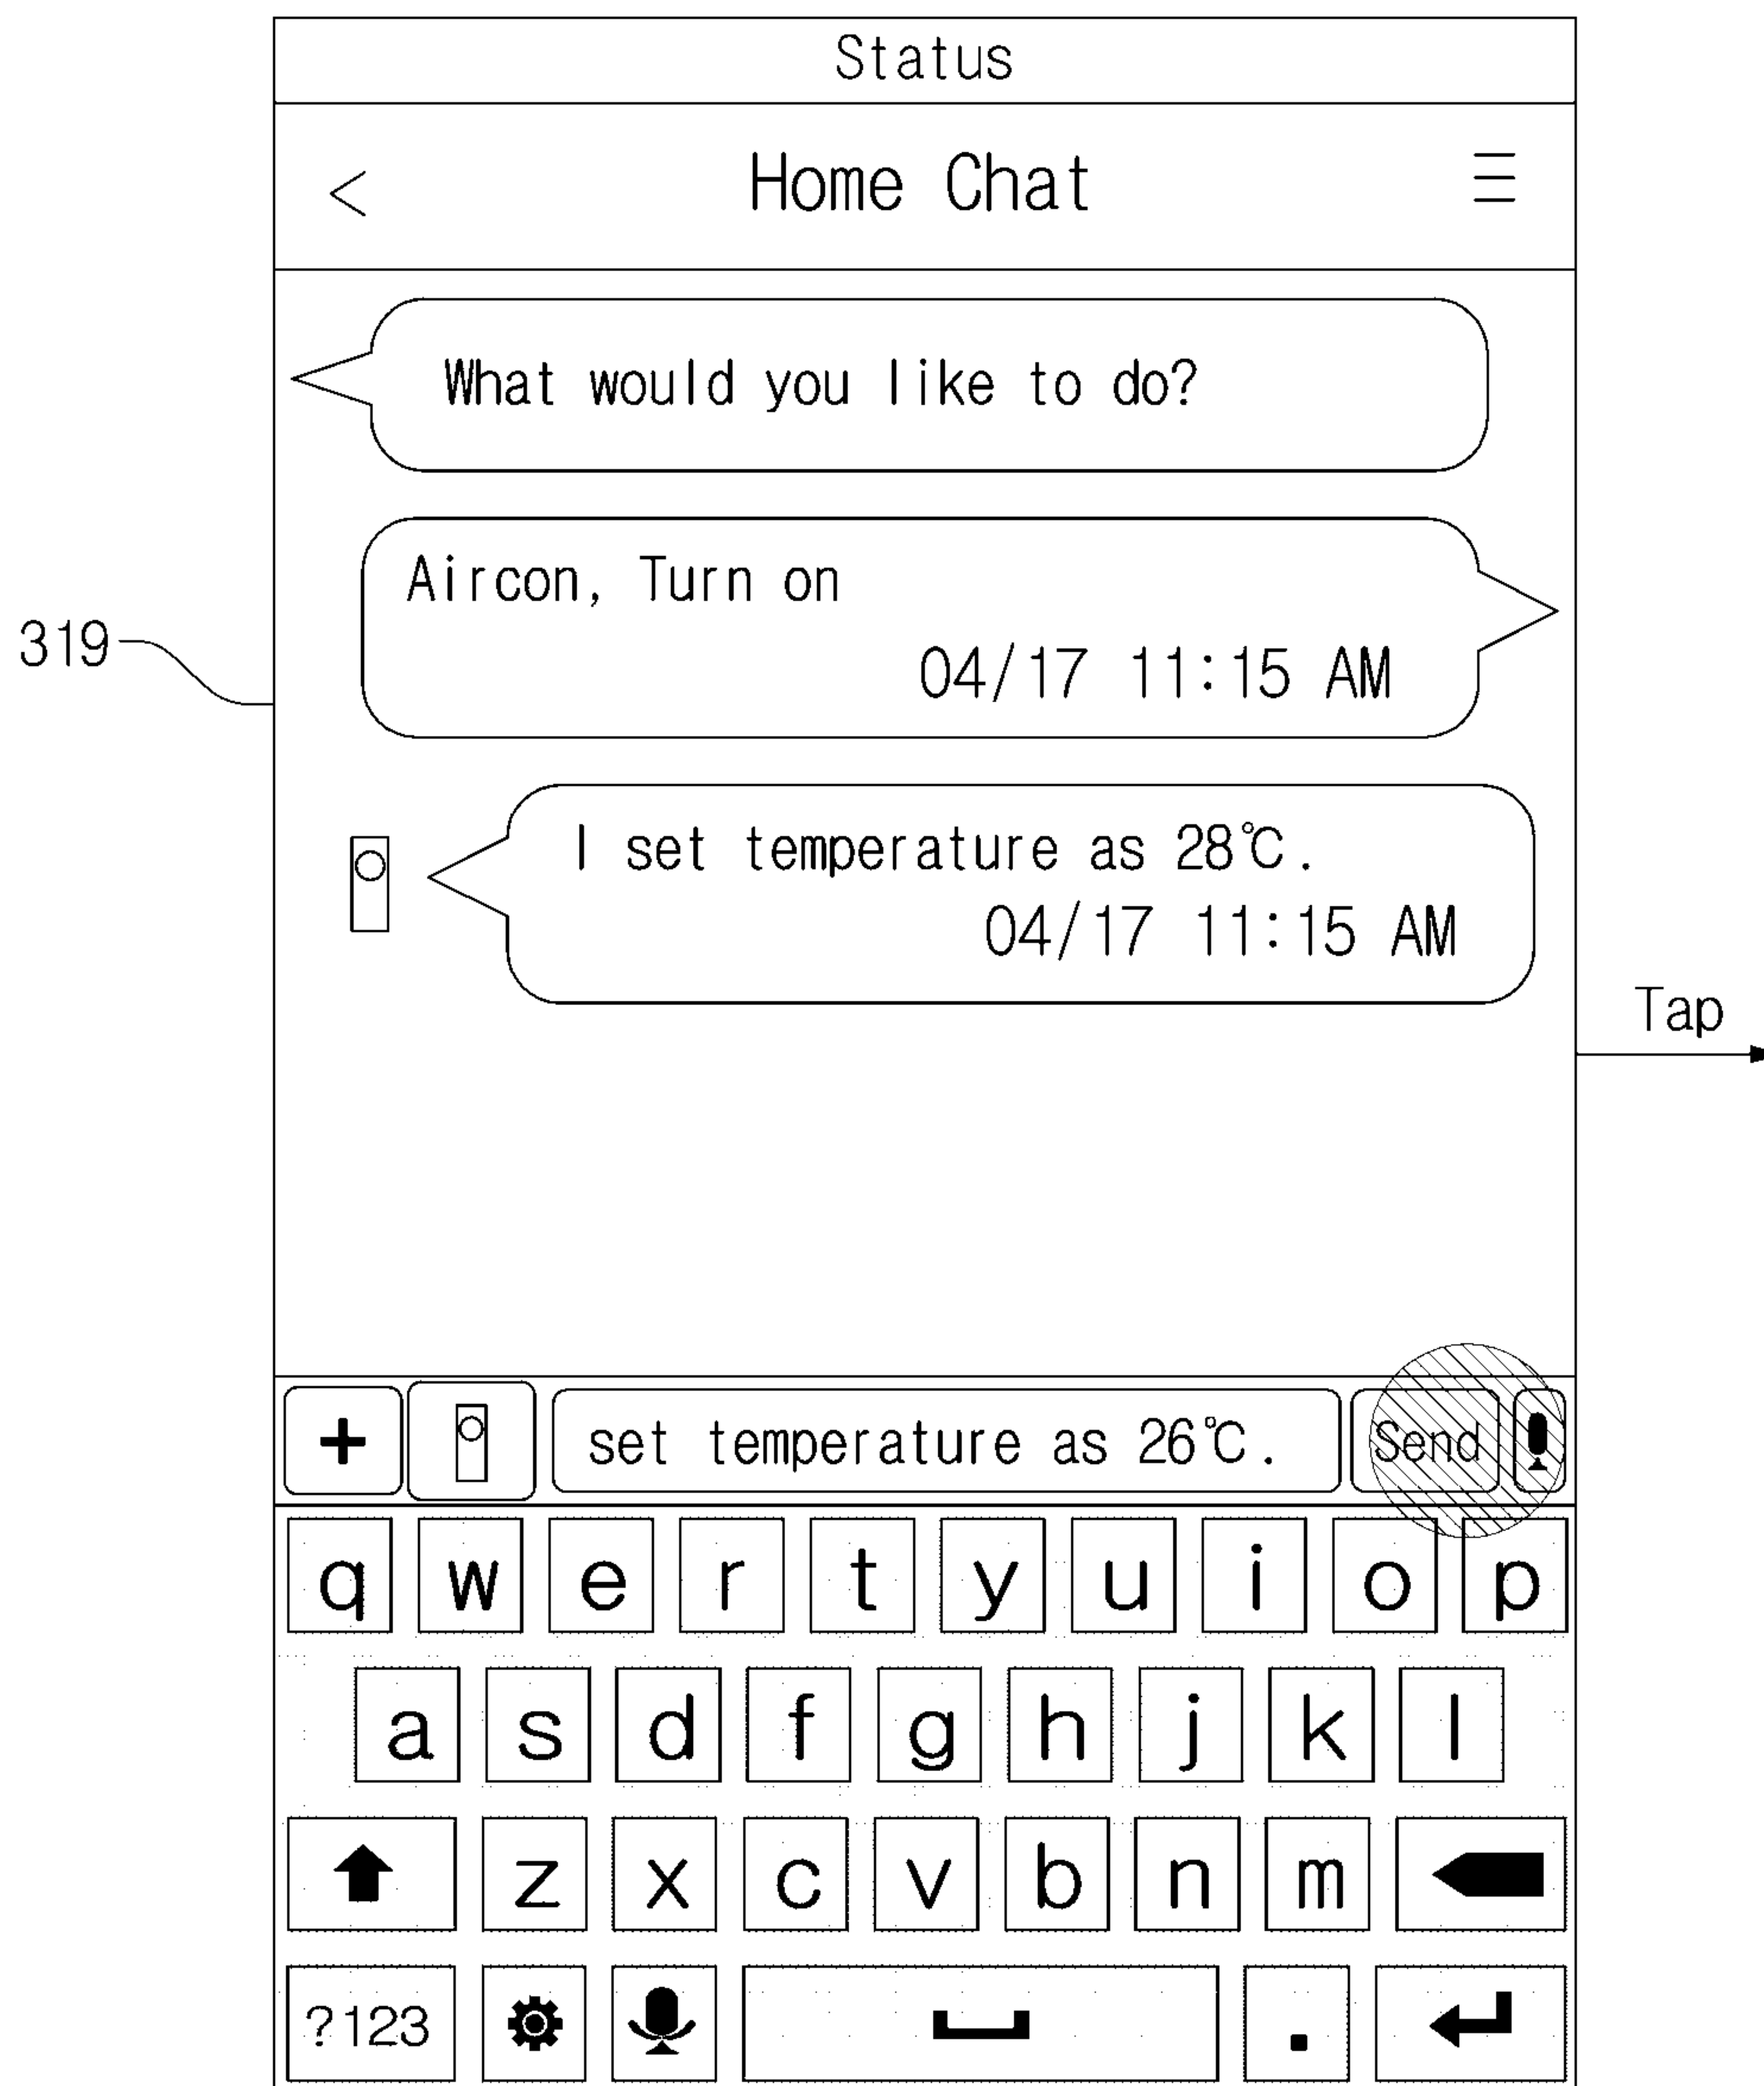 Status
< Home Chat
What would you like to do?
Aircon, Turn on
319
04/17 11:15 AM
I set temperature as 28℃.
04/17 11:15 AM
Tap
+ set temperature as 26℃. Send
q w e r t y u i o p
a s d f g h j k l
z x c v b n m
?123 .